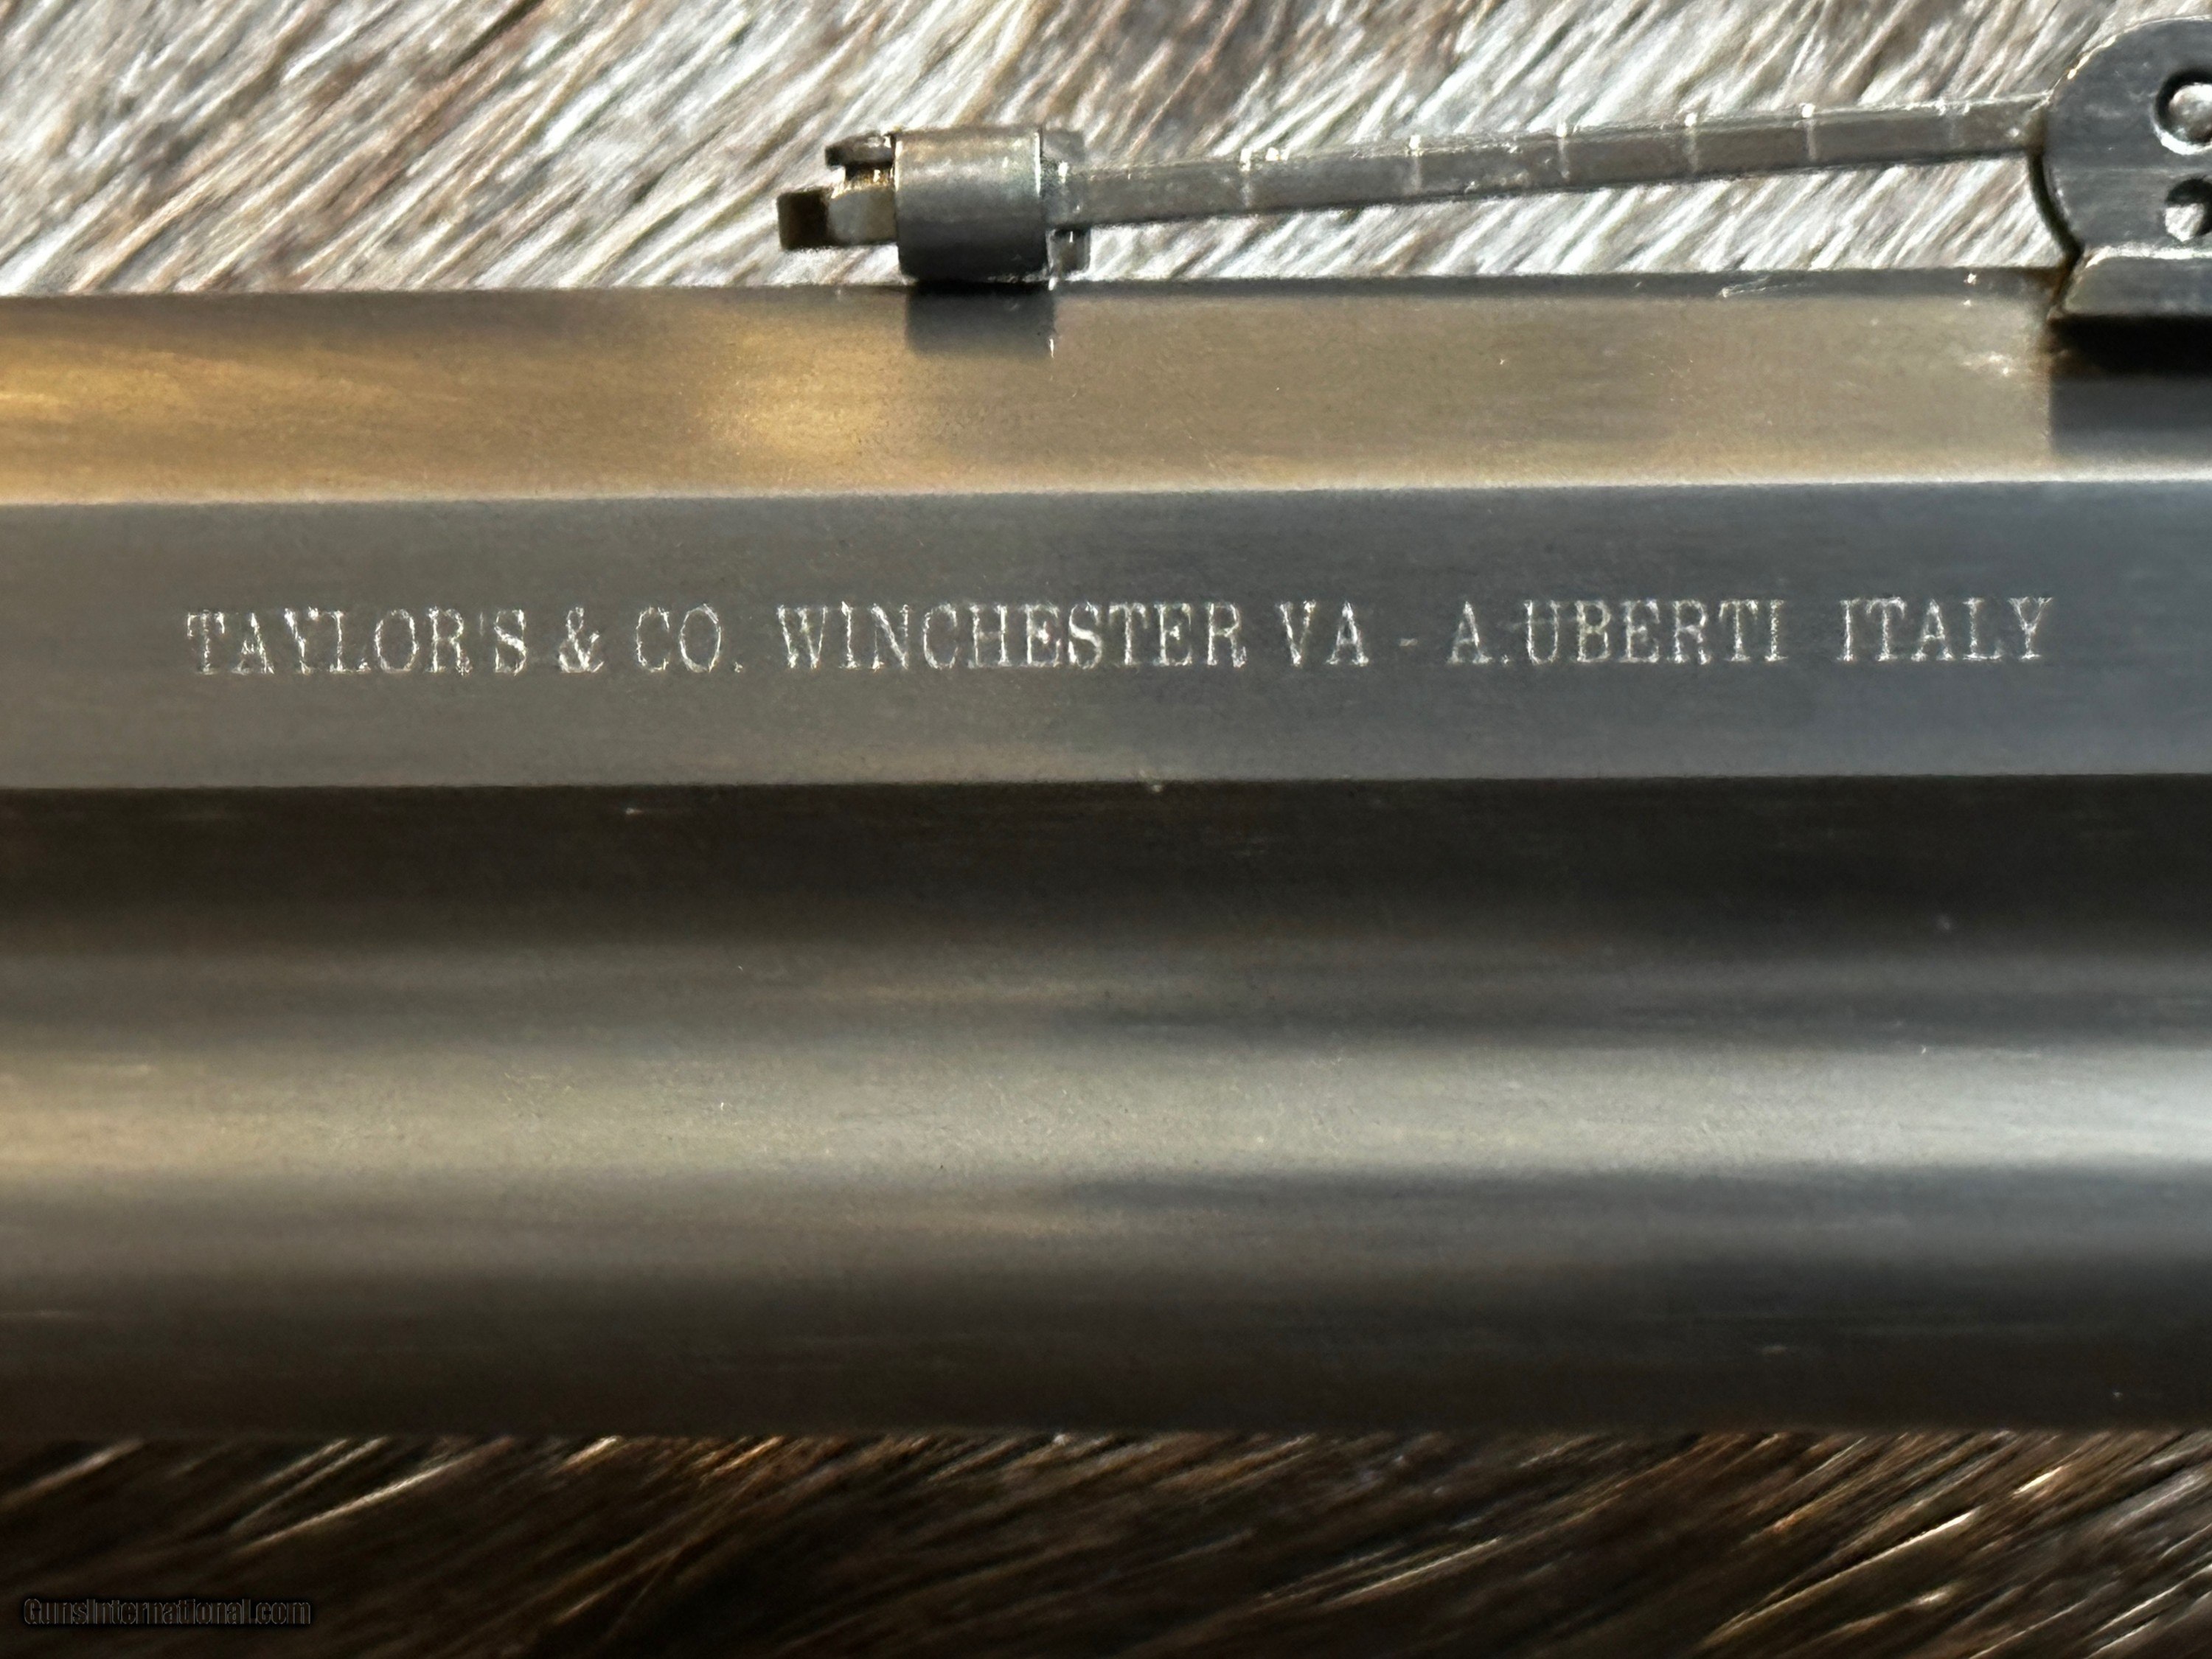 TAYLOR'S & CO. WINCHESTER VA - A.UBERTI ITALY
GunsInternational.com